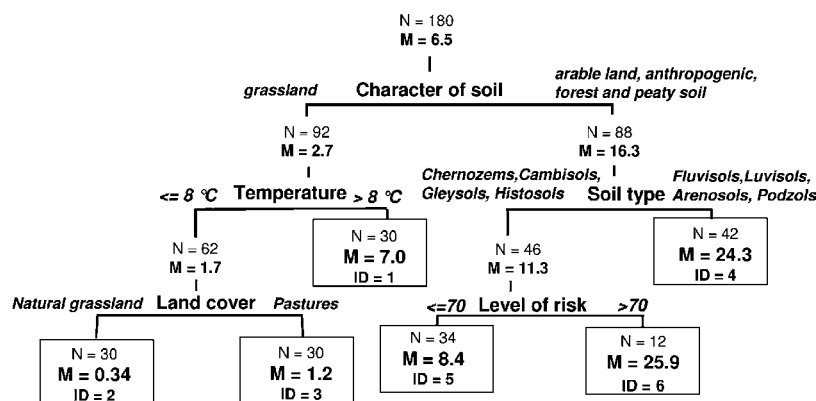 N = 180
M = 6.5
grassland
Character of soil
arable land, anthropogenic,
forest and peaty soil
N = 92
M = 2.7
N = 88
M = 16.3
<= 8 °C Temperature > 8 °C
Chernozems,Cambisols,
Gleysols, Histosols
Soil type
Fluvisols,Luvisols,
Arenosols, Podzols
N = 62
M = 1.7
N = 30
M = 7.0
ID = 1
N = 46
M = 11.3
N = 42
M = 24.3
ID = 4
Natural grassland Land cover Pastures
<=70 Level of risk >70
N = 30
M = 0.34
ID = 2
N = 30
M = 1.2
ID = 3
N = 34
M = 8.4
ID = 5
N = 12
M = 25.9
ID = 6